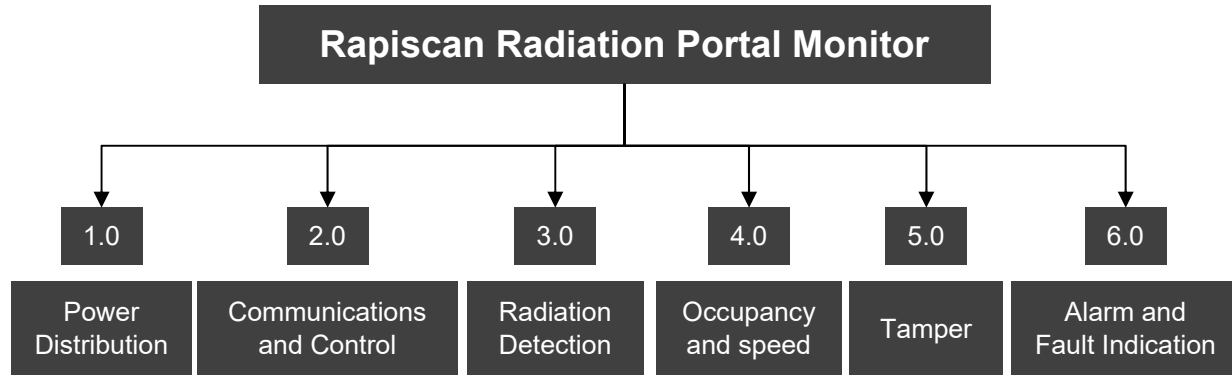 Rapiscan Radiation Portal Monitor
1.0
2.0
3.0
4.0
5.0
6.0
Power
Distribution
Communications
and Control
Radiation
Detection
Occupancy
and speed
Tamper
Alarm and
Fault Indication